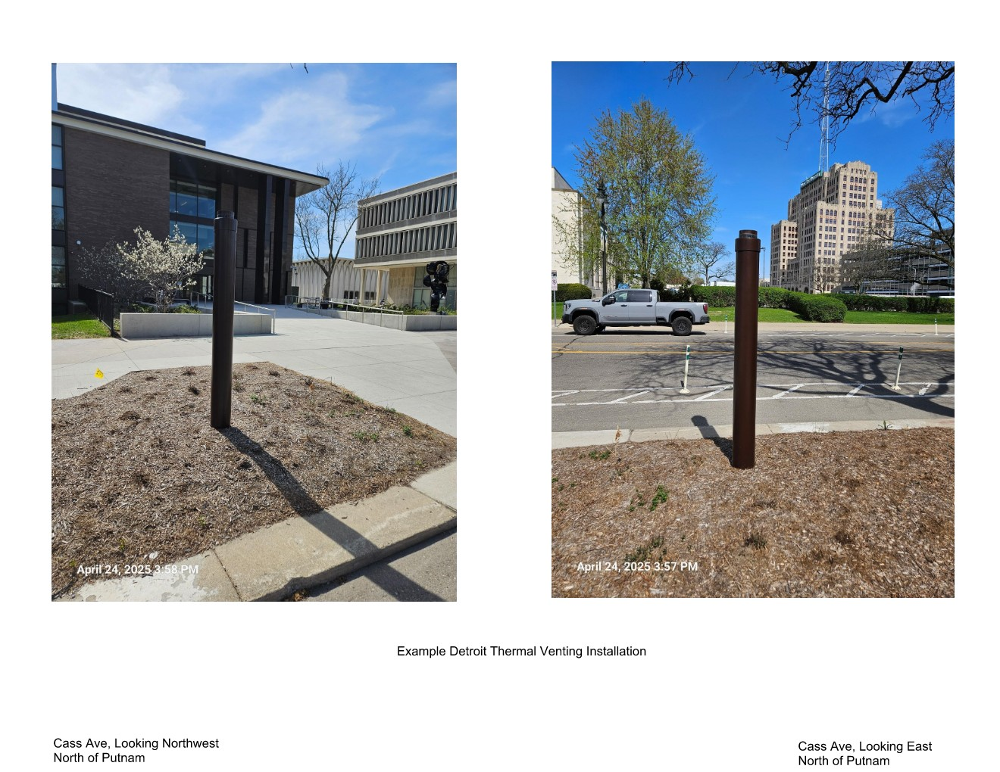 April 24, 2025 3:58 PM
April 24, 2025 3:57 PM
Example Detroit Thermal Venting Installation
Cass Ave, Looking Northwest
North of Putnam
Cass Ave, Looking East
North of Putnam